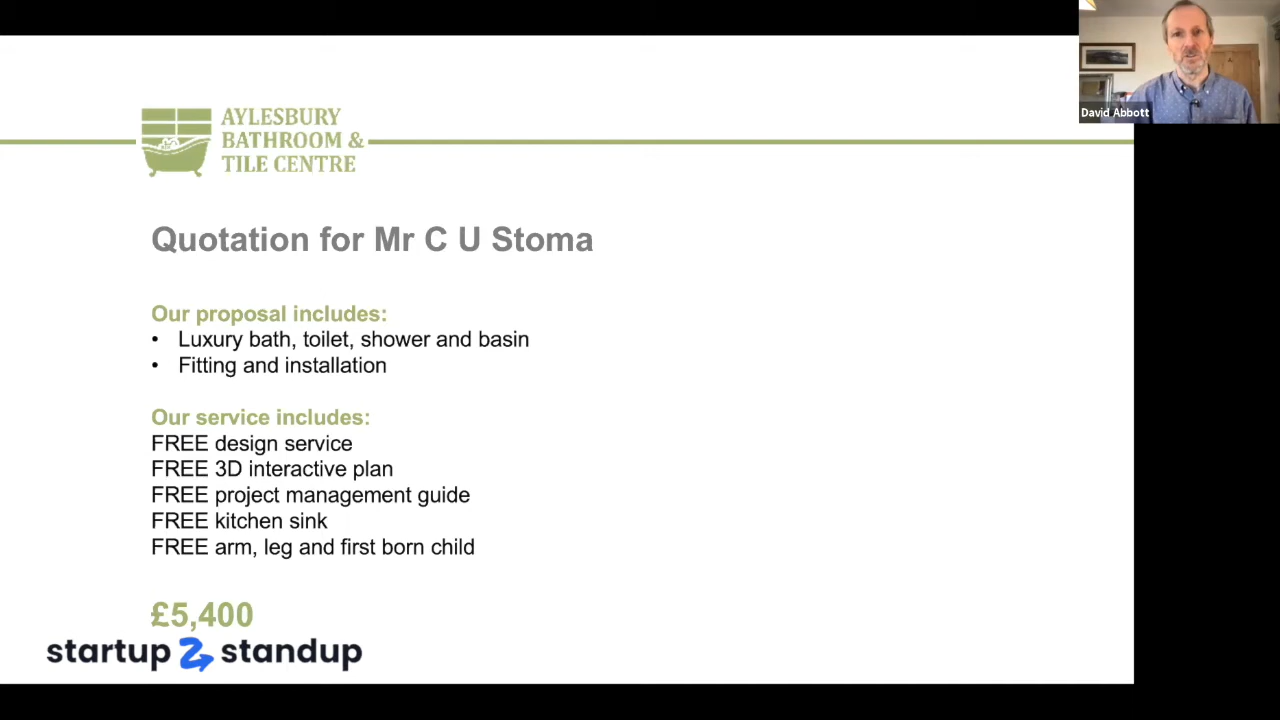 David Abbott
AYLESBURY
BATHROOM &
TILE CENTRE
Quotation for Mr C U Stoma
Our proposal includes:
• Luxury bath, toilet, shower and basin
• Fitting and installation
Our service includes:
FREE design service
FREE 3D interactive plan
FREE project management guide
FREE kitchen sink
FREE arm, leg and first born child
£5,400
startup 2 standup